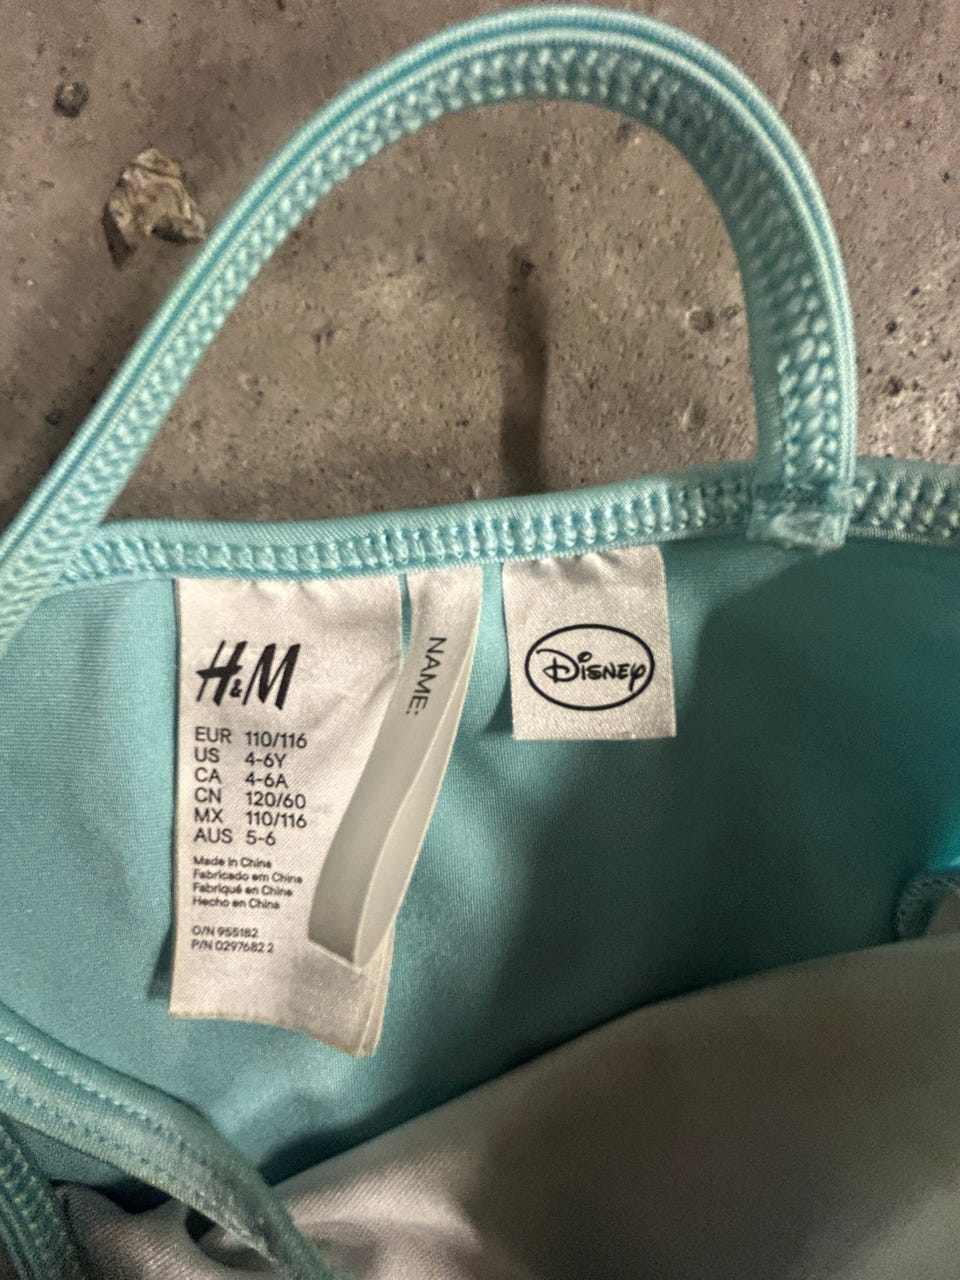 H&M
EUR 110/116
US 4-6Y
CA 4-6A
CN 120/60
MX 110/116
AUS 5-6
Made in China
Fabricado em China
Fabriqué en Chine
Hecho en China
O/N 955182
P/N 0297682 2
NAME:
Disney